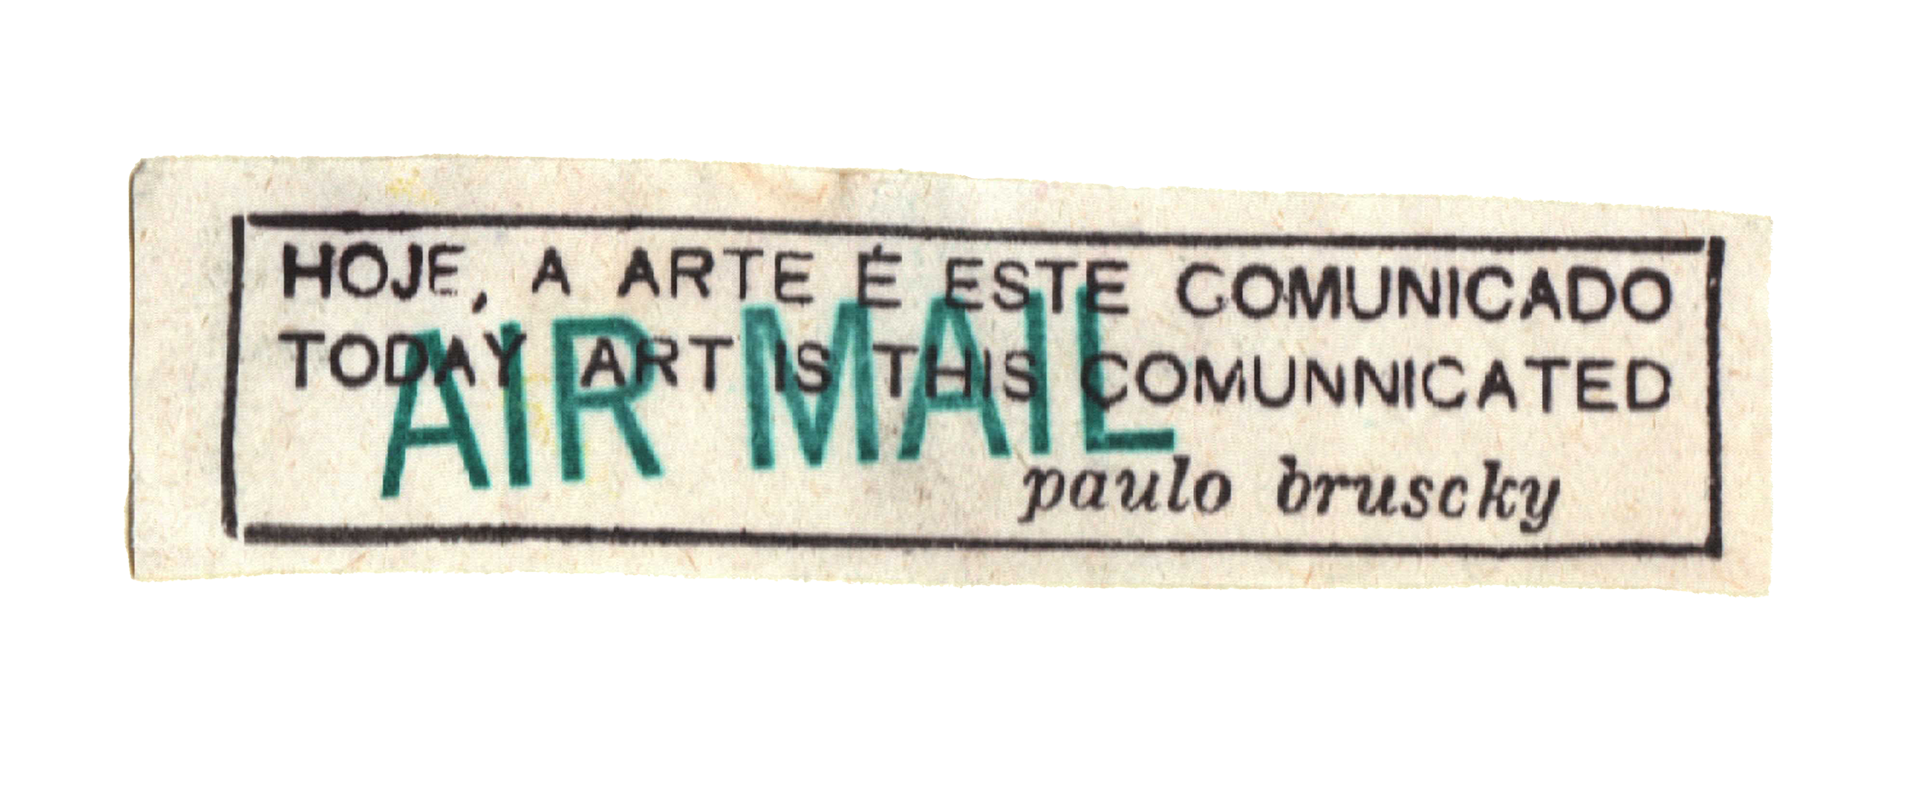 HOJE, A ARTE É ESTE COMUNICADO
TODAY ART IS THIS COMUNNICATED
AIR MAIL
paulo bruscky